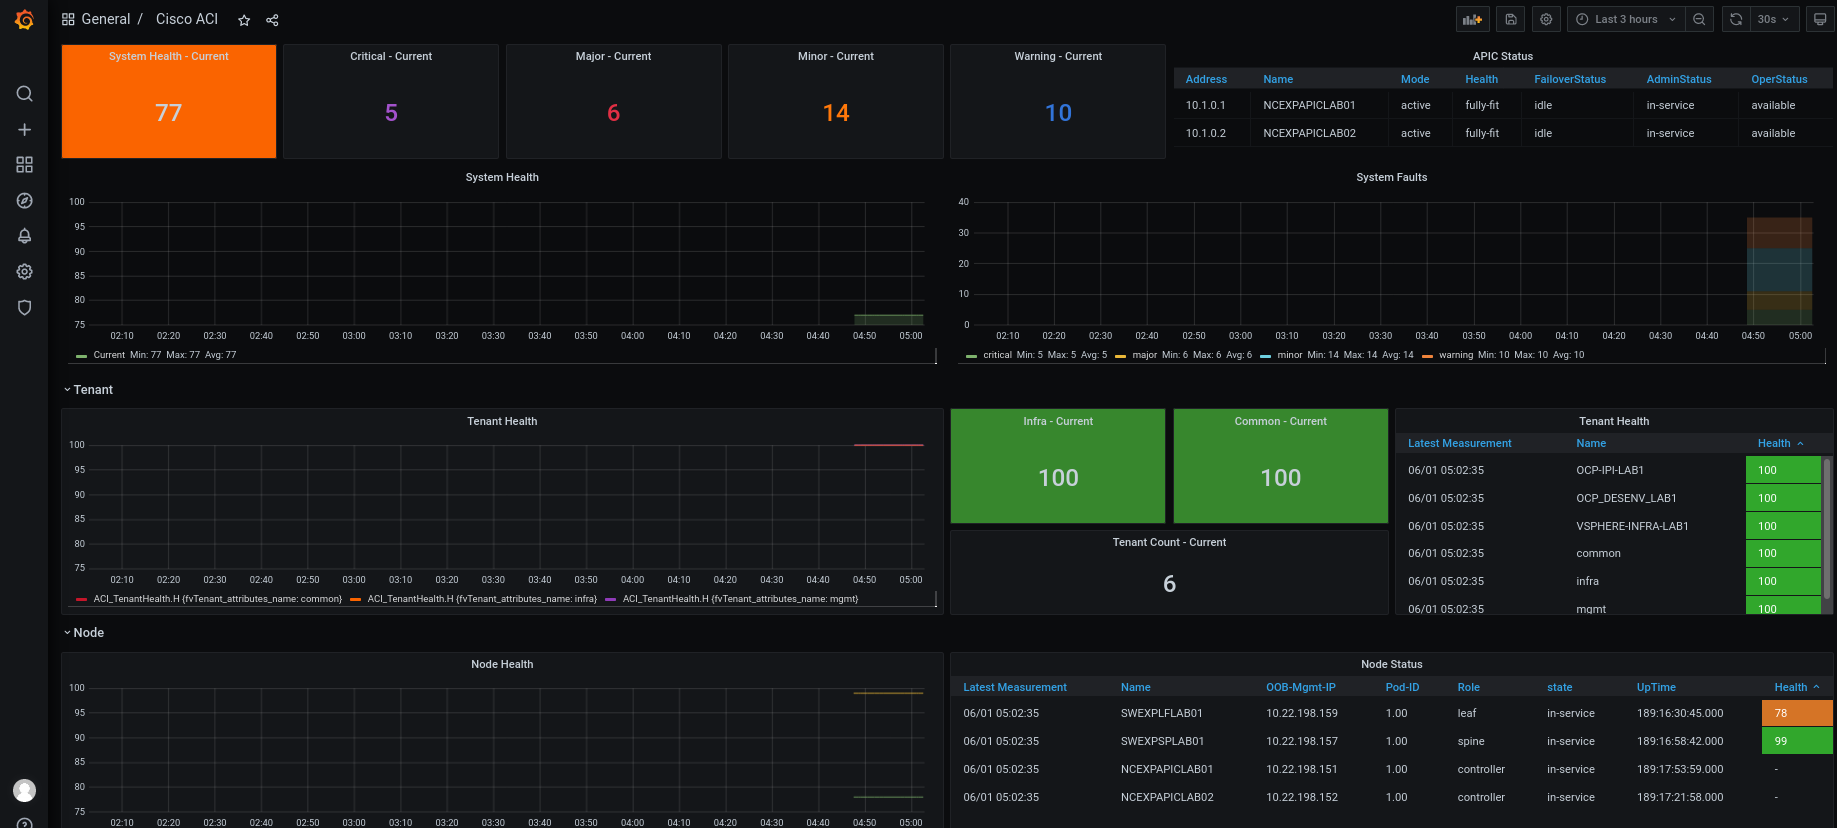 General / Cisco ACI
Last 3 hours
30s
System Health - Current
77
Critical - Current
5
Major - Current
6
Minor - Current
14
Warning - Current
10
APIC Status
Address Name Mode Health FailoverStatus AdminStatus OperStatus
10.1.0.1 NCEXPAPICLAB01 active fully-fit idle in-service available
10.1.0.2 NCEXPAPICLAB02 active fully-fit idle in-service available
System Health
100
95
90
85
80
75
02:10 02:20 02:30 02:40 02:50 03:00 03:10 03:20 03:30 03:40 03:50 04:00 04:10 04:20 04:30 04:40 04:50 05:00
Current Min: 77 Max: 77 Avg: 77
System Faults
40
30
20
10
0
02:10 02:20 02:30 02:40 02:50 03:00 03:10 03:20 03:30 03:40 03:50 04:00 04:10 04:20 04:30 04:40 04:50 05:00
critical Min: 5 Max: 5 Avg: 5 major Min: 6 Max: 6 Avg: 6 minor Min: 14 Max: 14 Avg: 14 warning Min: 10 Max: 10 Avg: 10
Tenant
Tenant Health
100
95
90
85
80
75
02:10 02:20 02:30 02:40 02:50 03:00 03:10 03:20 03:30 03:40 03:50 04:00 04:10 04:20 04:30 04:40 04:50 05:00
ACI_TenantHealth.H {fvTenant_attributes_name: common} ACI_TenantHealth.H {fvTenant_attributes_name: infra} ACI_TenantHealth.H {fvTenant_attributes_name: mgmt}
Infra - Current
100
Common - Current
100
Tenant Count - Current
6
Tenant Health
Latest Measurement Name Health
06/01 05:02:35 OCP-IPI-LAB1 100
06/01 05:02:35 OCP_DESENV_LAB1 100
06/01 05:02:35 VSPHERE-INFRA-LAB1 100
06/01 05:02:35 common 100
06/01 05:02:35 infra 100
06/01 05:02:35 mgmt 100
Node
Node Health
100
95
90
85
80
75
02:10 02:20 02:30 02:40 02:50 03:00 03:10 03:20 03:30 03:40 03:50 04:00 04:10 04:20 04:30 04:40 04:50 05:00
Node Status
Latest Measurement Name OOB-Mgmt-IP Pod-ID Role state UpTime Health
06/01 05:02:35 SWEXPLFLAB01 10.22.198.159 1.00 leaf in-service 189:16:30:45.000 78
06/01 05:02:35 SWEXPSPLAB01 10.22.198.157 1.00 spine in-service 189:16:58:42.000 99
06/01 05:02:35 NCEXPAPICLAB01 10.22.198.151 1.00 controller in-service 189:17:53:59.000 -
06/01 05:02:35 NCEXPAPICLAB02 10.22.198.152 1.00 controller in-service 189:17:21:58.000 -